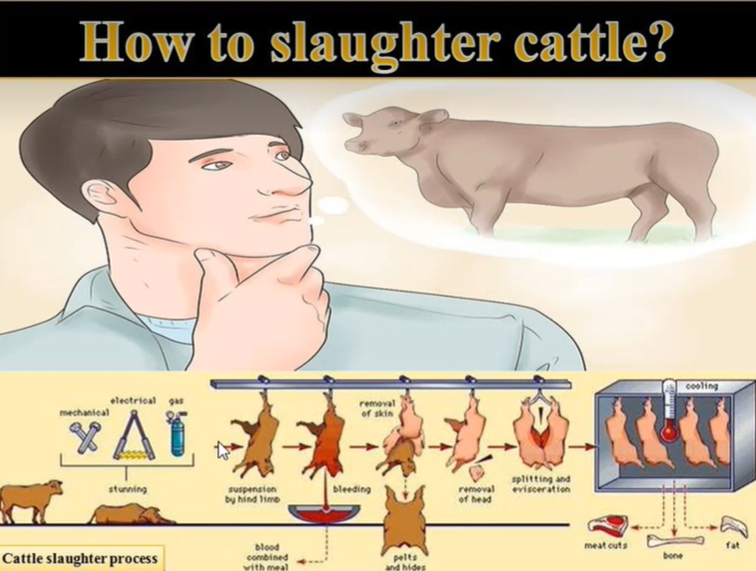 How to slaughter cattle?
mechanical
electrical
gas
stunning
suspension
by hind limb
bleeding
blood
combined
with meal
removal
of skin
pelts
and hides
removal
of head
splitting and
evisceration
cooling
meat cuts
bone
fat
Cattle slaughter process